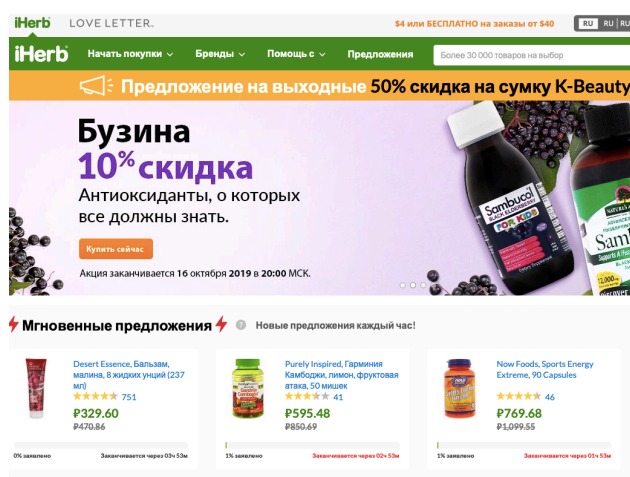 iHerb LOVE LETTER.
$4 или БЕСПЛАТНО на заказы от $40
RU RU RU
iHerb Начать покупки Бренды Помощь с Предложения Более 30 000 товаров на выбор
Предложение на выходные 50% скидка на сумку K-Beauty
Бузина
10% скидка
Антиоксиданты, о которых
все должны знать.
Купить сейчас
Акция заканчивается 16 октября 2019 в 20:00 МСК.
Sambucol
BLACK ELDERBERRY
FOR KIDS
Sam
12,000
Мгновенные предложения ? Новые предложения каждый час!
Desert Essence, Бальзам,
малина, 8 жидких унций (237
мл)
751
₽329.60
₽470.86
0% заявлено Заканчивается через 03ч 53м
Purely Inspired, Гарминия
Камбоджи, лимон, фруктовая
атака, 50 мишек
41
₽595.48
₽850.69
1% заявлено Заканчивается через 02ч 53м
Now Foods, Sports Energy
Extreme, 90 Capsules
46
₽769.68
₽1,099.55
1% заявлено Заканчивается через 01ч 53м